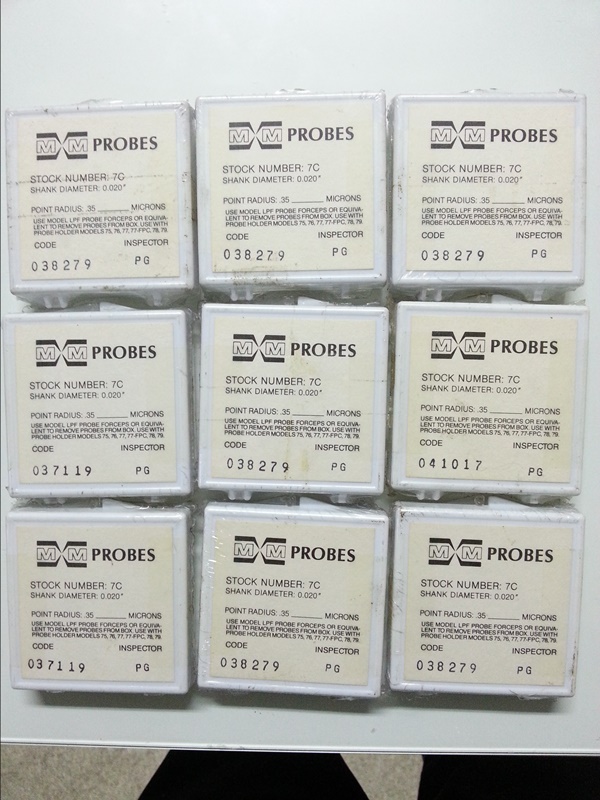 MXM PROBES
STOCK NUMBER: 7C
SHANK DIAMETER: 0.020"
POINT RADIUS: .35 MICRONS
USE MODEL LPF PROBE FORCEPS OR EQUIVA-
LENT TO REMOVE PROBES FROM BOX. USE WITH
PROBE HOLDER MODELS 75, 76, 77, 77-FPC, 78, 79.
CODE INSPECTOR
038279 PG
MXM PROBES
STOCK NUMBER: 7C
SHANK DIAMETER: 0.020"
POINT RADIUS: .35 MICRONS
USE MODEL LPF PROBE FORCEPS OR EQUIVA-
LENT TO REMOVE PROBES FROM BOX. USE WITH
PROBE HOLDER MODELS 75, 76, 77, 77-FPC, 78, 79.
CODE INSPECTOR
038279 PG
MXM PROBES
STOCK NUMBER: 7C
SHANK DIAMETER: 0.020"
POINT RADIUS: .35 MICRONS
USE MODEL LPF PROBE FORCEPS OR EQUIVA-
LENT TO REMOVE PROBES FROM BOX. USE WITH
PROBE HOLDER MODELS 75, 76, 77, 77-FPC, 78, 79.
CODE INSPECTOR
038279 PG
MXM PROBES
STOCK NUMBER: 7C
SHANK DIAMETER: 0.020"
POINT RADIUS: .35 MICRONS
USE MODEL LPF PROBE FORCEPS OR EQUIVA-
LENT TO REMOVE PROBES FROM BOX. USE WITH
PROBE HOLDER MODELS 75, 76, 77, 77-FPC, 78, 79.
CODE INSPECTOR
037119 PG
MXM PROBES
STOCK NUMBER: 7C
SHANK DIAMETER: 0.020"
POINT RADIUS: .35 MICRONS
USE MODEL LPF PROBE FORCEPS OR EQUIVA-
LENT TO REMOVE PROBES FROM BOX. USE WITH
PROBE HOLDER MODELS 75, 76, 77, 77-FPC, 78, 79.
CODE INSPECTOR
038279 PG
MXM PROBES
STOCK NUMBER: 7C
SHANK DIAMETER: 0.020"
POINT RADIUS: .35 MICRONS
USE MODEL LPF PROBE FORCEPS OR EQUIVA-
LENT TO REMOVE PROBES FROM BOX. USE WITH
PROBE HOLDER MODELS 75, 76, 77, 77-FPC, 78, 79.
CODE INSPECTOR
041017 PG
MXM PROBES
STOCK NUMBER: 7C
SHANK DIAMETER: 0.020"
POINT RADIUS: .35 MICRONS
USE MODEL LPF PROBE FORCEPS OR EQUIVA-
LENT TO REMOVE PROBES FROM BOX. USE WITH
PROBE HOLDER MODELS 75, 76, 77, 77-FPC, 78, 79.
CODE INSPECTOR
037119 PG
MXM PROBES
STOCK NUMBER: 7C
SHANK DIAMETER: 0.020"
POINT RADIUS: .35 MICRONS
USE MODEL LPF PROBE FORCEPS OR EQUIVA-
LENT TO REMOVE PROBES FROM BOX. USE WITH
PROBE HOLDER MODELS 75, 76, 77, 77-FPC, 78, 79.
CODE INSPECTOR
038279 PG
MXM PROBES
STOCK NUMBER: 7C
SHANK DIAMETER: 0.020"
POINT RADIUS: .35 MICRONS
USE MODEL LPF PROBE FORCEPS OR EQUIVA-
LENT TO REMOVE PROBES FROM BOX. USE WITH
PROBE HOLDER MODELS 75, 76, 77, 77-FPC, 78, 79.
CODE INSPECTOR
038279 PG